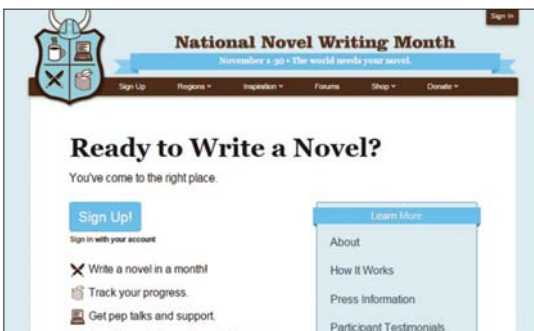 Sign In
National Novel Writing Month
November 1-30 • The world needs your novel.
Sign Up Regions Inspiration Forums Shop Donate
Ready to Write a Novel?
You've come to the right place.
Sign Up!
Sign in with your account
Write a novel in a month!
Track your progress.
Get pep talks and support.
Learn More
About
How It Works
Press Information
Participant Testimonials